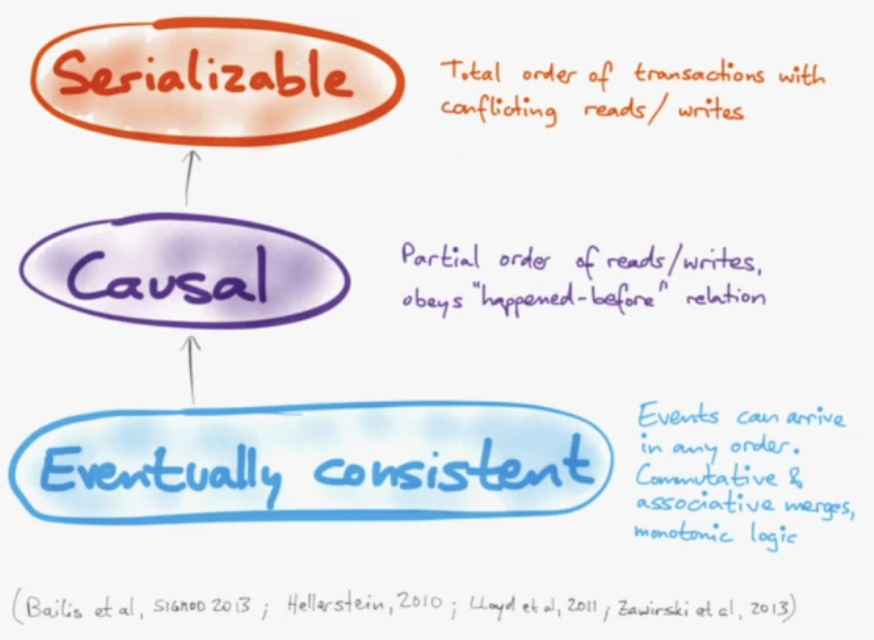 Serializable
Total order of transactions with
conflicting reads/writes
Causal
Partial order of reads/writes,
obeys "happened-before" relation
Eventually consistent
Events can arrive
in any order.
Commutative &
associative merges,
monotonic logic
(Bailis et al, SIGMOD 2013 ; Hellerstein, 2010 ; Lloyd et al, 2011 ; Zawirski et al, 2013)